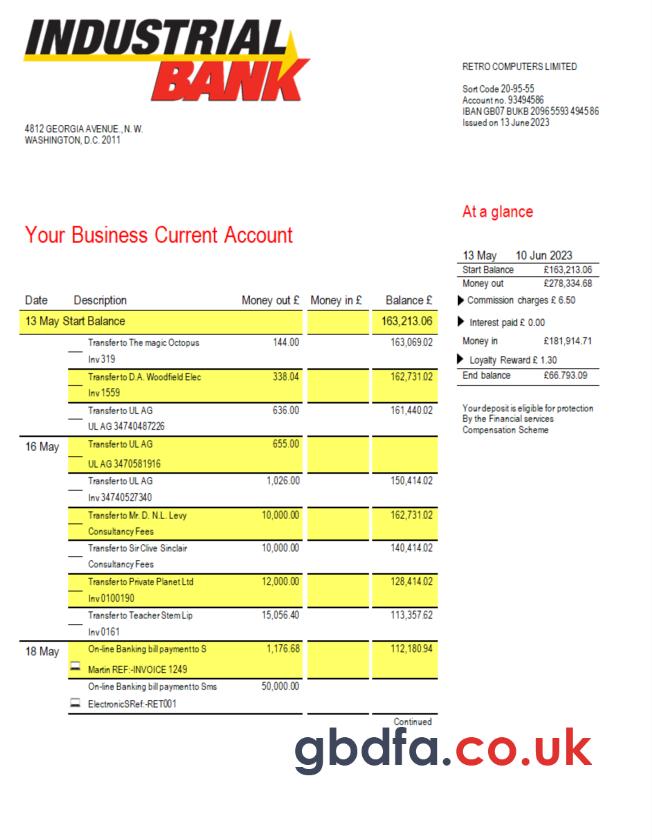 INDUSTRIAL
BANK
4812 GEORGIA AVENUE., N. W.
WASHINGTON, D.C. 2011
RETRO COMPUTERS LIMITED
Sort Code 20-95-55
Account no. 93494586
IBAN GB07 BUKB 2096 5593 494586
Issued on 13 June 2023
At a glance
Your Business Current Account
13 May 10 Jun 2023
Start Balance £163,213.06
Money out £278,334.68
Commission charges £ 6.50
Interest paid £ 0.00
Money in £181,914.71
Loyalty Reward £ 1.30
End balance £66.793.09
Your deposit is eligible for protection
By the Financial services
Compensation Scheme
Date Description Money out £ Money in £ Balance £
13 May Start Balance 163,213.06
Transfer to The magic Octopus 144.00 163,069.02
Inv 319
Transfer to D.A. Woodfield Elec 338.04 162,731.02
Inv 1559
Transfer to UL AG 636.00 161,440.02
UL AG 34740487226
16 May Transfer to UL AG 655.00
UL AG 3470581916
Transfer to UL AG 1,026.00 150,414.02
Inv 34740527340
Transfer to Mr. D. N.L. Levy 10,000.00 162,731.02
Consultancy Fees
Transfer to Sir Clive Sinclair 10,000.00 140,414.02
Consultancy Fees
Transfer to Private Planet Ltd 12,000.00 128,414.02
Inv 0100190
Transfer to Teacher Stem Lip 15,056.40 113,357.62
Inv 0161
18 May On-line Banking bill payment to S 1,176.68 112,180.94
Martin REF:-INVOICE 1249
On-line Banking bill payment to Sms 50,000.00
ElectronicSRef:-RET001
Continued
gbdfa.co.uk